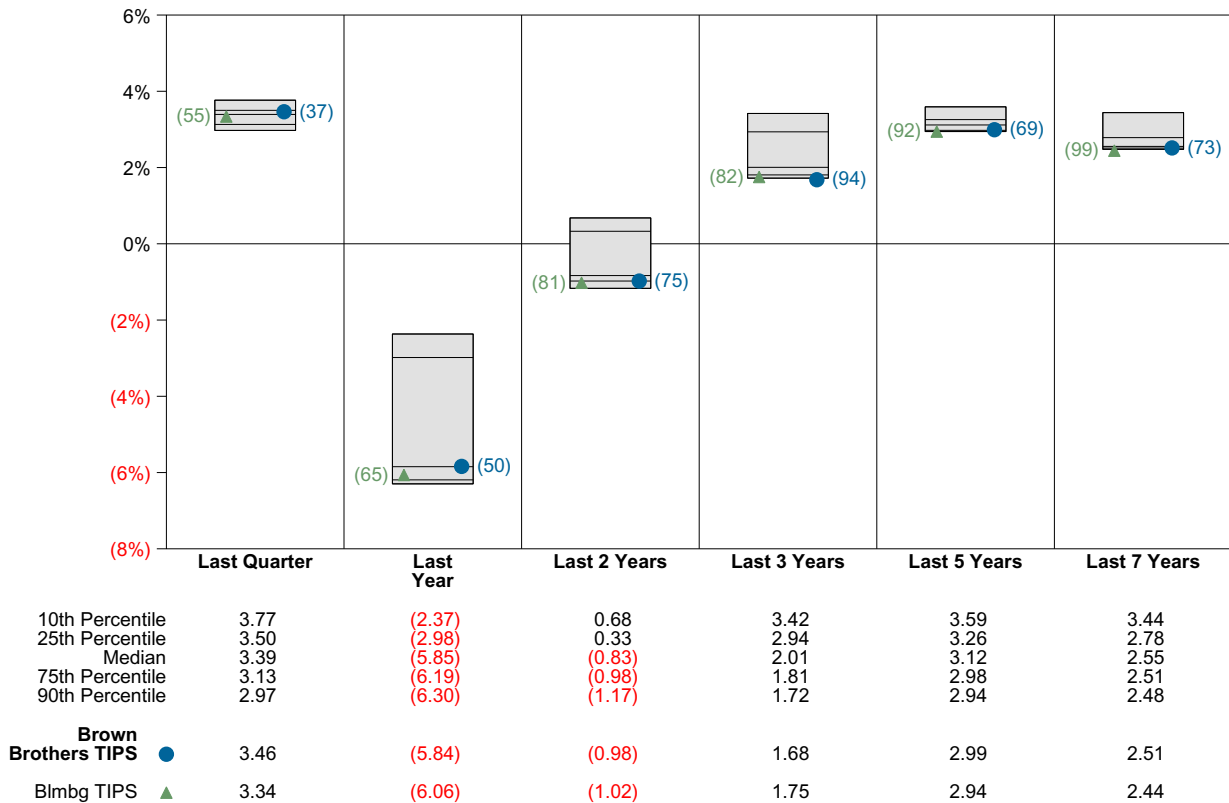 6%
4%
2%
0%
(2%)
(4%)
(6%)
(8%)
(55) (37)
(65) (50)
(81) (75)
(82) (94)
(92) (69)
(99) (73)
Last Quarter Last Last 2 Years Last 3 Years Last 5 Years Last 7 Years
Year
10th Percentile 3.77 (2.37) 0.68 3.42 3.59 3.44
25th Percentile 3.50 (2.98) 0.33 2.94 3.26 2.78
Median 3.39 (5.85) (0.83) 2.01 3.12 2.55
75th Percentile 3.13 (6.19) (0.98) 1.81 2.98 2.51
90th Percentile 2.97 (6.30) (1.17) 1.72 2.94 2.48
Brown
Brothers TIPS 3.46 (5.84) (0.98) 1.68 2.99 2.51
Blmbg TIPS 3.34 (6.06) (1.02) 1.75 2.94 2.44